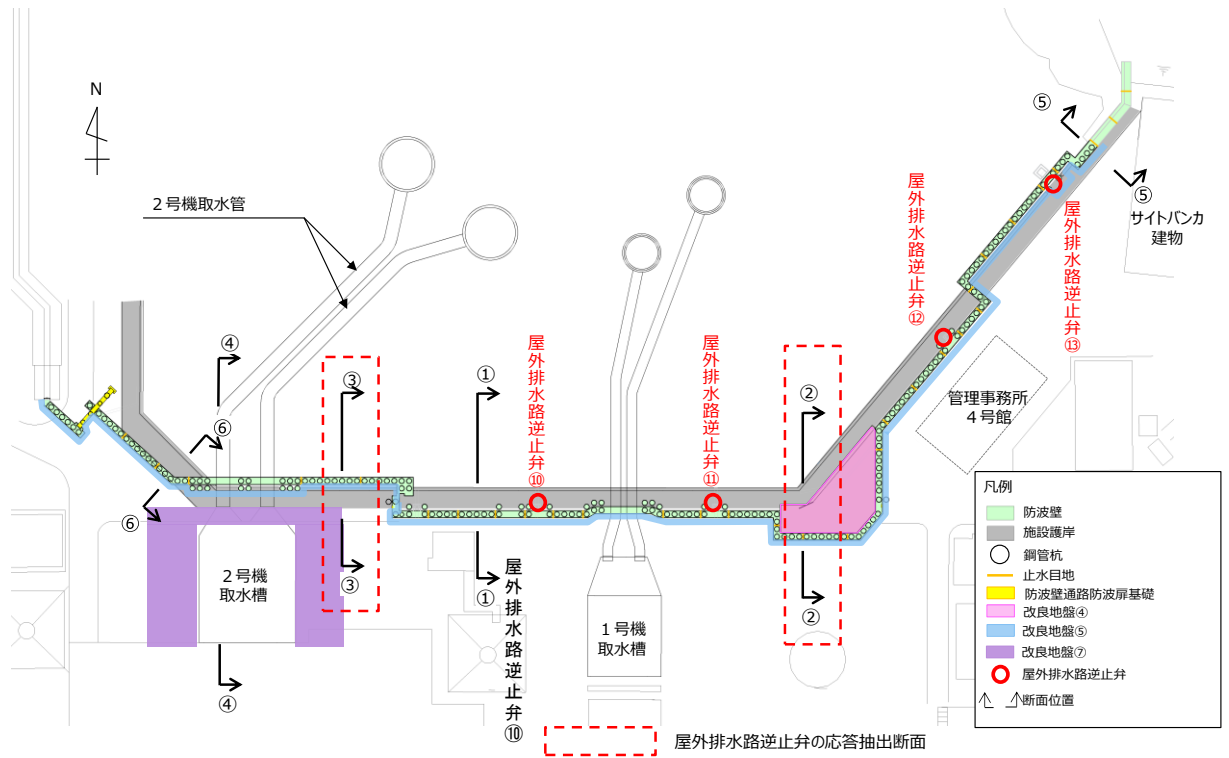 N
2号機取水管
屋外排水路逆止弁⑩
屋外排水路逆止弁⑪
屋外排水路逆止弁⑫
屋外排水路逆止弁⑬
⑤
⑤
サイトバンカ
建物
④
③
①
②
⑥
管理事務所
4号館
⑥
③
①
②
④
2号機
取水槽
1号機
取水槽
屋外排水路逆止弁⑩
凡例
防波壁
施設護岸
鋼管杭
止水目地
防波壁通路防波扉基礎
改良地盤④
改良地盤⑤
改良地盤⑦
屋外排水路逆止弁
断面位置
屋外排水路逆止弁の応答抽出断面